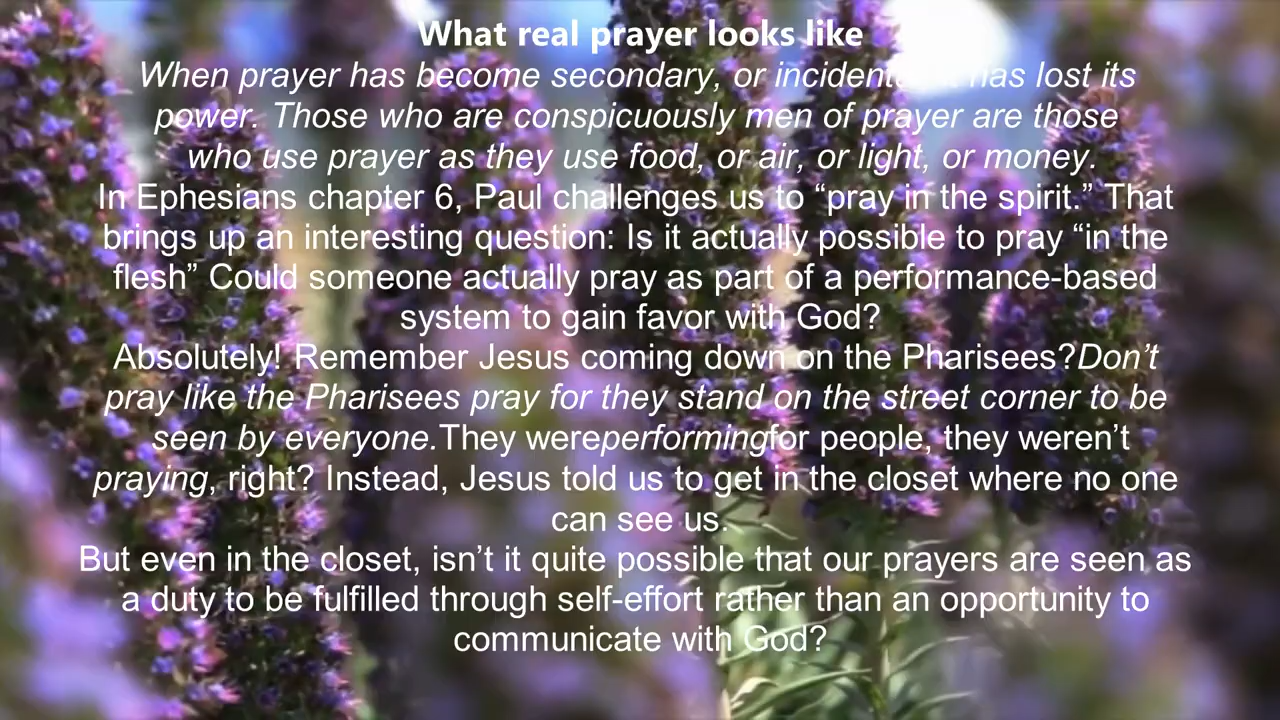 What real prayer looks like
When prayer has become secondary, or incidental, it has lost its
power. Those who are conspicuously men of prayer are those
who use prayer as they use food, or air, or light, or money.
In Ephesians chapter 6, Paul challenges us to “pray in the spirit.” That
brings up an interesting question: Is it actually possible to pray “in the
flesh” Could someone actually pray as part of a performance-based
system to gain favor with God?
Absolutely! Remember Jesus coming down on the Pharisees?Don’t
pray like the Pharisees pray for they stand on the street corner to be
seen by everyone.They wereperformingfor people, they weren’t
praying, right? Instead, Jesus told us to get in the closet where no one
can see us.
But even in the closet, isn’t it quite possible that our prayers are seen as
a duty to be fulfilled through self-effort rather than an opportunity to
communicate with God?